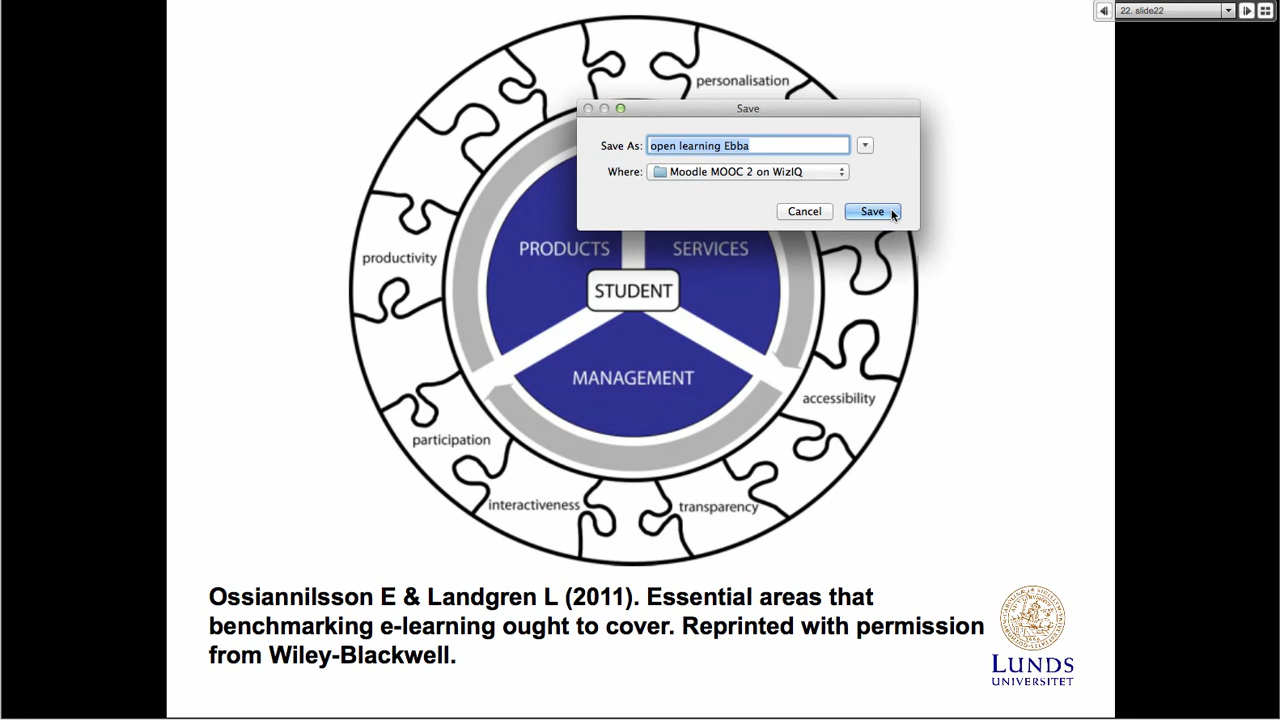 22. slide22
personalisation
Save
Save As: open learning Ebba
Where: Moodle MOOC 2 on WizIQ
Cancel Save
productivity
PRODUCTS SERVICES
STUDENT
MANAGEMENT
accessibility
participation
interactiveness
transparency
Ossiannilsson E & Landgren L (2011). Essential areas that
benchmarking e-learning ought to cover. Reprinted with permission
from Wiley-Blackwell.
LUNDS
UNIVERSITET